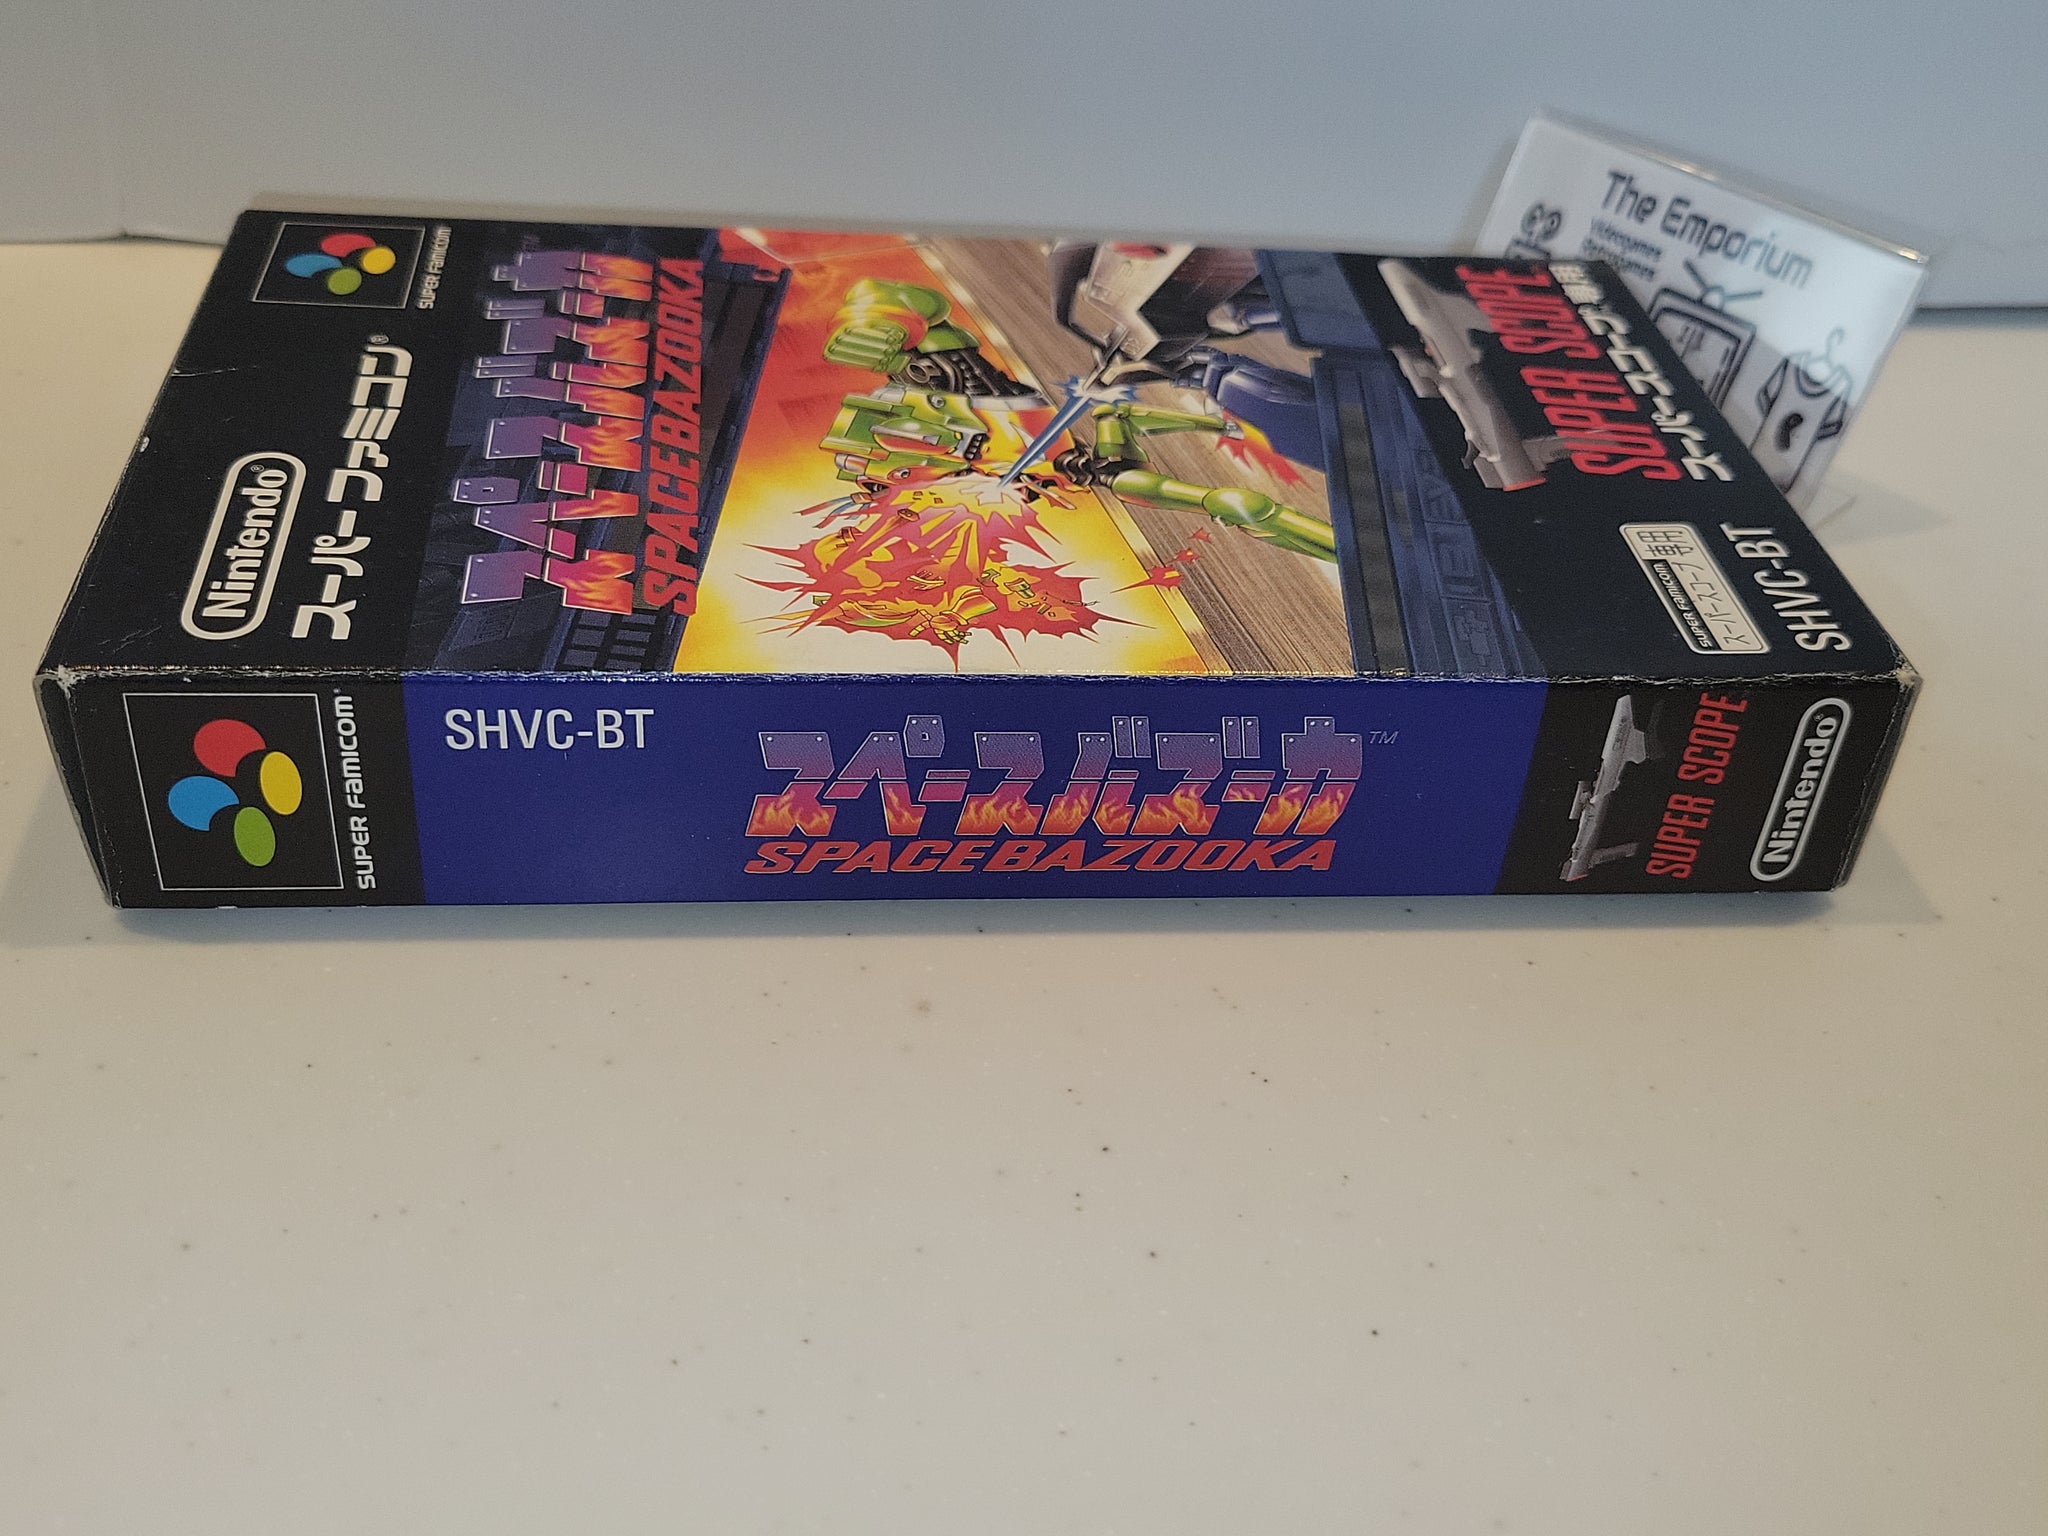 SUPER FAMICOM
Nintendo®
スーパーファミコン®
スペースバズーカ
SPACEBAZOOKA
SUPER SCOPE
スーパースコープ専用
SUPER FAMICOM
スーパースコープ専用
SHVC-BT
The Emporium
Videogames
SUPER FAMICOM®
SHVC-BT
スペースバズーカ™
SPACEBAZOOKA
SUPER SCOPE
Nintendo®